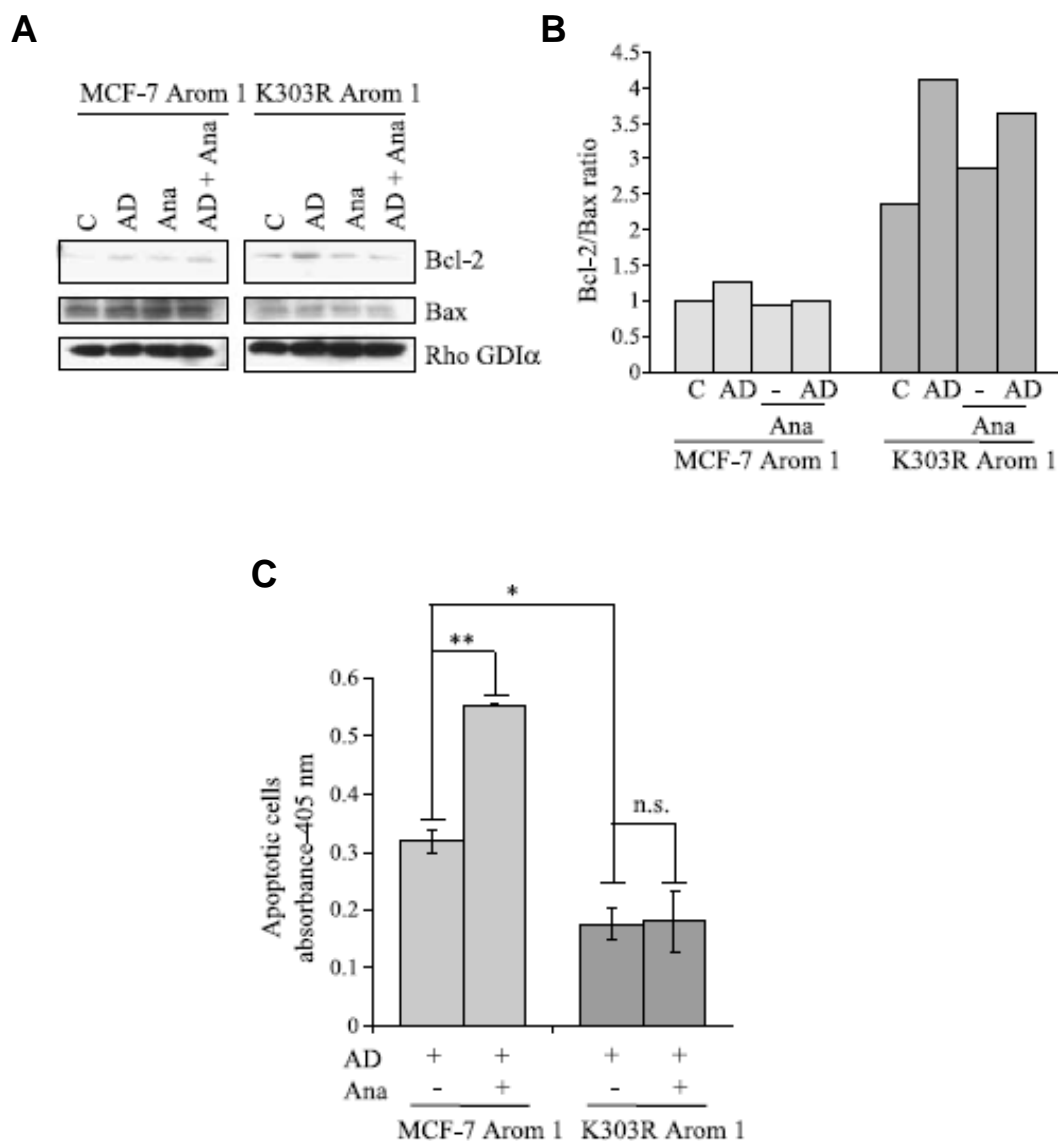 A
MCF-7 Arom 1 K303R Arom 1
C AD Ana AD + Ana C AD Ana AD + Ana
Bcl-2
Bax
Rho GDIα
B
Bcl-2/Bax ratio
4.5
4
3.5
3
2.5
2
1.5
1
0.5
0
C AD - AD C AD - AD
Ana Ana
MCF-7 Arom 1 K303R Arom 1
C
*
**
n.s.
Apoptotic cells
absorbance-405 nm
0.6
0.5
0.4
0.3
0.2
0.1
0
AD + + + +
Ana - + - +
MCF-7 Arom 1 K303R Arom 1